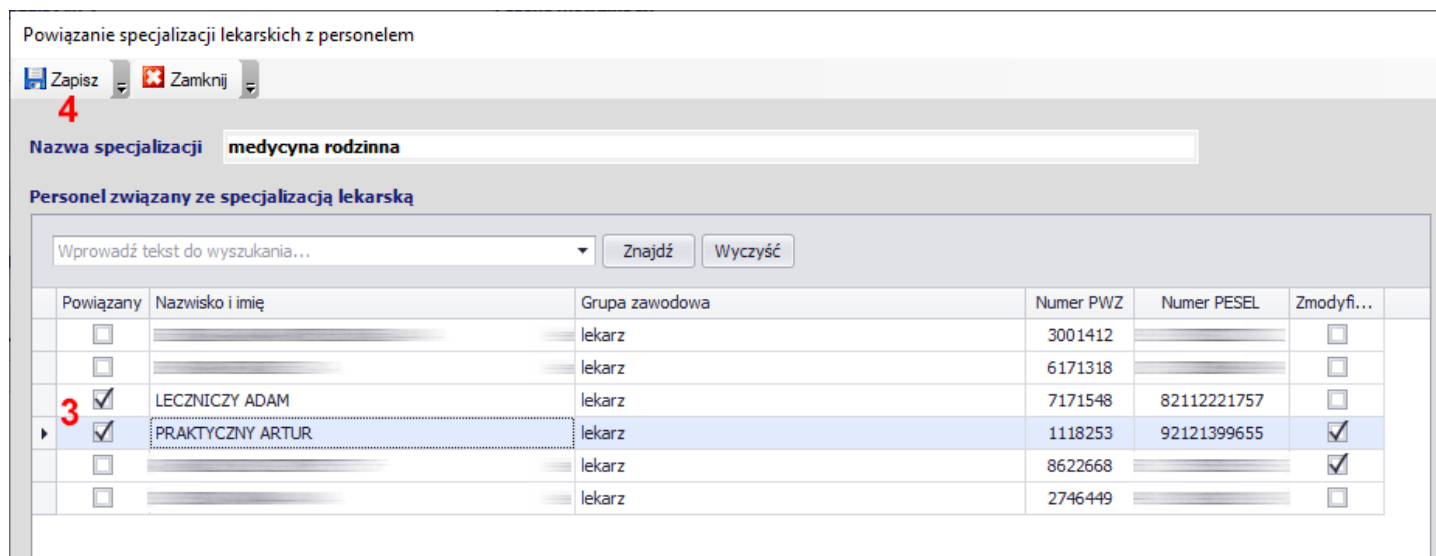 Powiązanie specjalizacji lekarskich z personelem
Zapisz Zamknij
4
Nazwa specjalizacji medycyna rodzinna
Personel związany ze specjalizacją lekarską
Wprowadź tekst do wyszukania... Znajdź Wyczyść
Powiązany Nazwisko i imię Grupa zawodowa Numer PWZ Numer PESEL Zmodyfi...
lekarz 3001412
lekarz 6171318
LECZNICZY ADAM lekarz 7171548 82112221757
3
PRAKTYCZNY ARTUR lekarz 1118253 92121399655
lekarz 8622668
lekarz 2746449